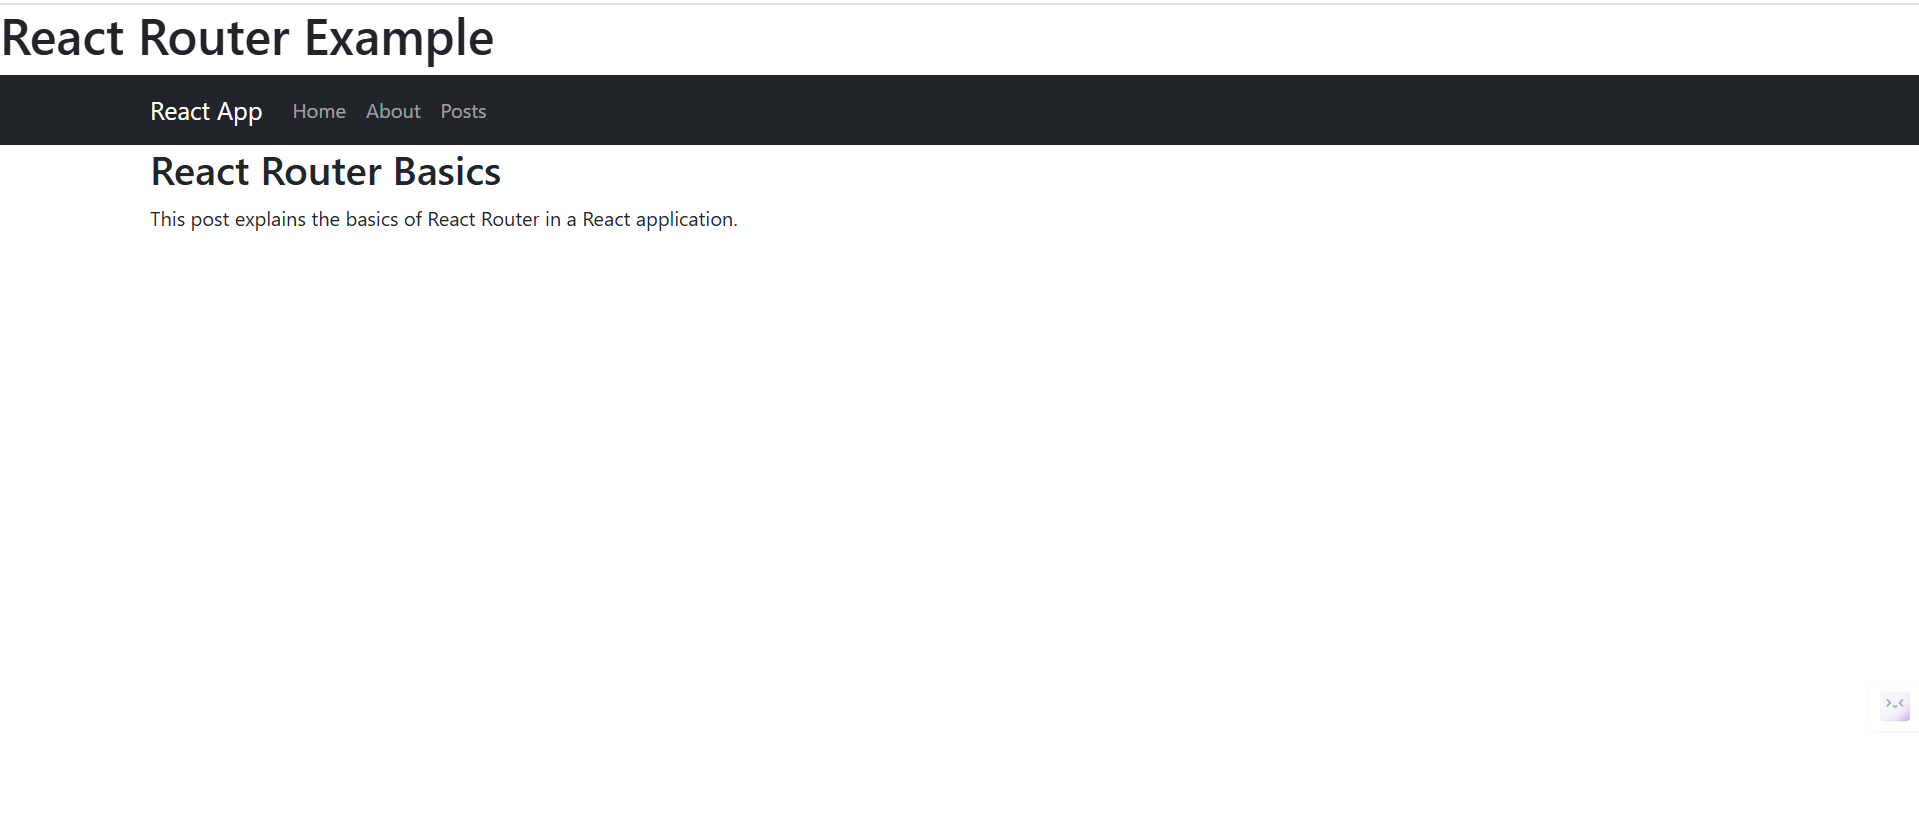 React Router Example
React App Home About Posts
React Router Basics
This post explains the basics of React Router in a React application.